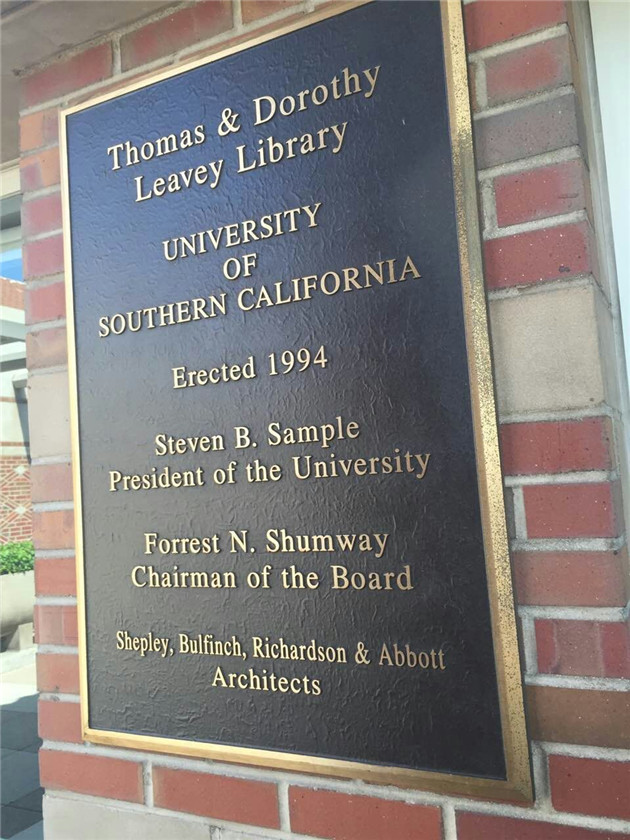 Thomas & Dorothy
Leavey Library
UNIVERSITY
OF
SOUTHERN CALIFORNIA
Erected 1994
Steven B. Sample
President of the University
Forrest N. Shumway
Chairman of the Board
Shepley, Bulfinch, Richardson & Abbott
Architects